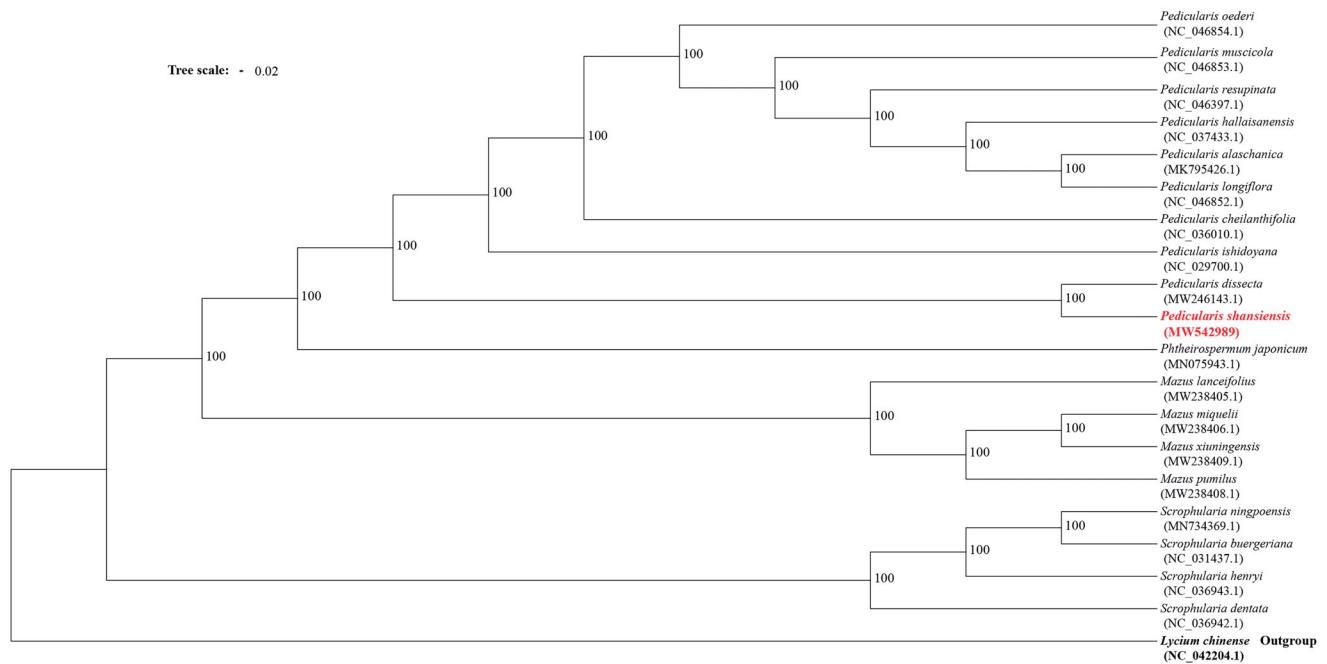 Pedicularis oederi
(NC_046854.1)
100
Pedicularis muscicola
(NC_046853.1)
Tree scale: - 0.02
100
Pedicularis resupinata
(NC_046397.1)
100
Pedicularis hallaisanensis
(NC_037433.1)
100
100
Pedicularis alaschanica
(MK795426.1)
100
Pedicularis longiflora
(NC_046852.1)
100
Pedicularis cheilanthifolia
(NC_036010.1)
100
Pedicularis ishidoyana
(NC_029700.1)
100
Pedicularis dissecta
(MW246143.1)
100
Pedicularis shansiensis
(MW542989)
100
Phtheirospermum japonicum
(MN075943.1)
Mazus lanceifolius
(MW238405.1)
100
Mazus miquelii
(MW238406.1)
100
Mazus xiuningensis
(MW238409.1)
100
Mazus pumilus
(MW238408.1)
Scrophularia ningpoensis
(MN734369.1)
100
Scrophularia buergeriana
(NC_031437.1)
100
Scrophularia henryi
(NC_036943.1)
100
Scrophularia dentata
(NC_036942.1)
Lycium chinense Outgroup
(NC_042204.1)